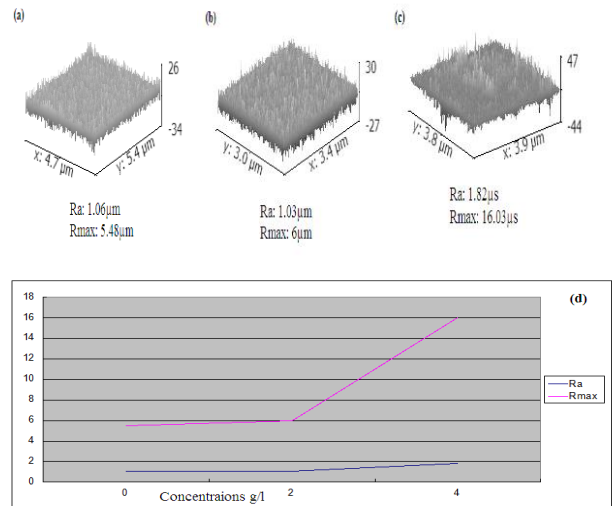 (a)
26
-34
x: 4.7 µm
y: 5.4 µm
Ra: 1.06µm
Rmax: 5.48µm
(b)
30
-27
y: 3.0 µm
x: 3.4 µm
Ra: 1.03µm
Rmax: 6µm
(c)
47
-44
y: 3.8 µm
x: 3.9 µm
Ra: 1.82µs
Rmax: 16.03µs
(d)
18
16
14
12
10
8
6
4
2
0
0
2
4
Concentraions g/l
Ra
Rmax